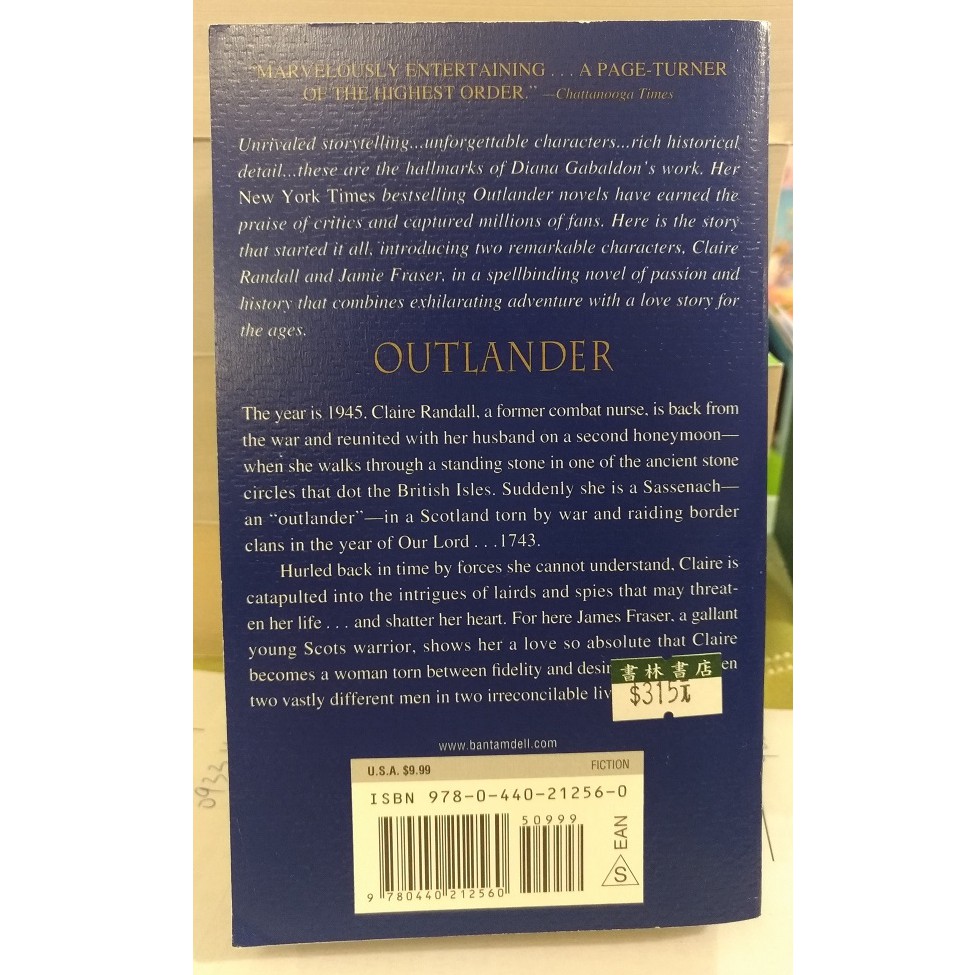 “MARVELOUSLY ENTERTAINING . . . A PAGE-TURNER
OF THE HIGHEST ORDER.” —Chattanooga Times
Unrivaled storytelling...unforgettable characters...rich historical
detail...these are the hallmarks of Diana Gabaldon’s work. Her
New York Times bestselling Outlander novels have earned the
praise of critics and captured millions of fans. Here is the story
that started it all, introducing two remarkable characters, Claire
Randall and Jamie Fraser, in a spellbinding novel of passion and
history that combines exhilarating adventure with a love story for
the ages.
OUTLANDER
The year is 1945. Claire Randall, a former combat nurse, is back from
the war and reunited with her husband on a second honeymoon—
when she walks through a standing stone in one of the ancient stone
circles that dot the British Isles. Suddenly she is a Sassenach—
an “outlander”—in a Scotland torn by war and raiding border
clans in the year of Our Lord . . .1743.
Hurled back in time by forces she cannot understand, Claire is
catapulted into the intrigues of lairds and spies that may threat-
en her life . . . and shatter her heart. For here James Fraser, a gallant
young Scots warrior, shows her a love so absolute that Claire
becomes a woman torn between fidelity and desi en
two vastly different men in two irreconcilable liv
書林書店
$315元
www.bantamdell.com
U.S.A. $9.99 FICTION
ISBN 978-0-440-21256-0
50999
EAN
S
9 780440 212560
0933